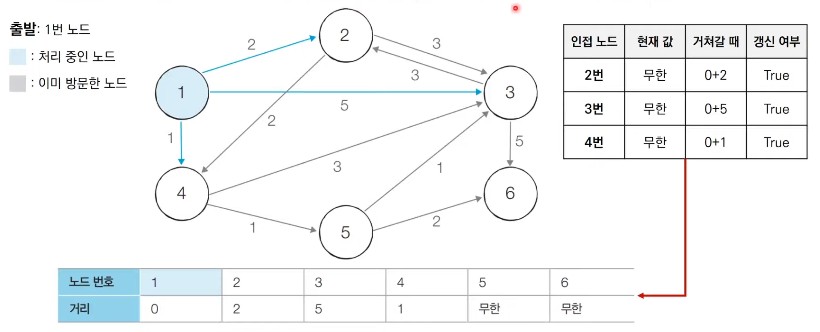 출발: 1번 노드
: 처리 중인 노드
: 이미 방문한 노드
2
2
3
3
1
5
3
1
2
5
3
1
4
6
1
5
2
인접 노드 현재 값 거쳐갈 때 갱신 여부
2번 무한 0+2 True
3번 무한 0+5 True
4번 무한 0+1 True
노드 번호 1 2 3 4 5 6
거리 0 2 5 1 무한 무한